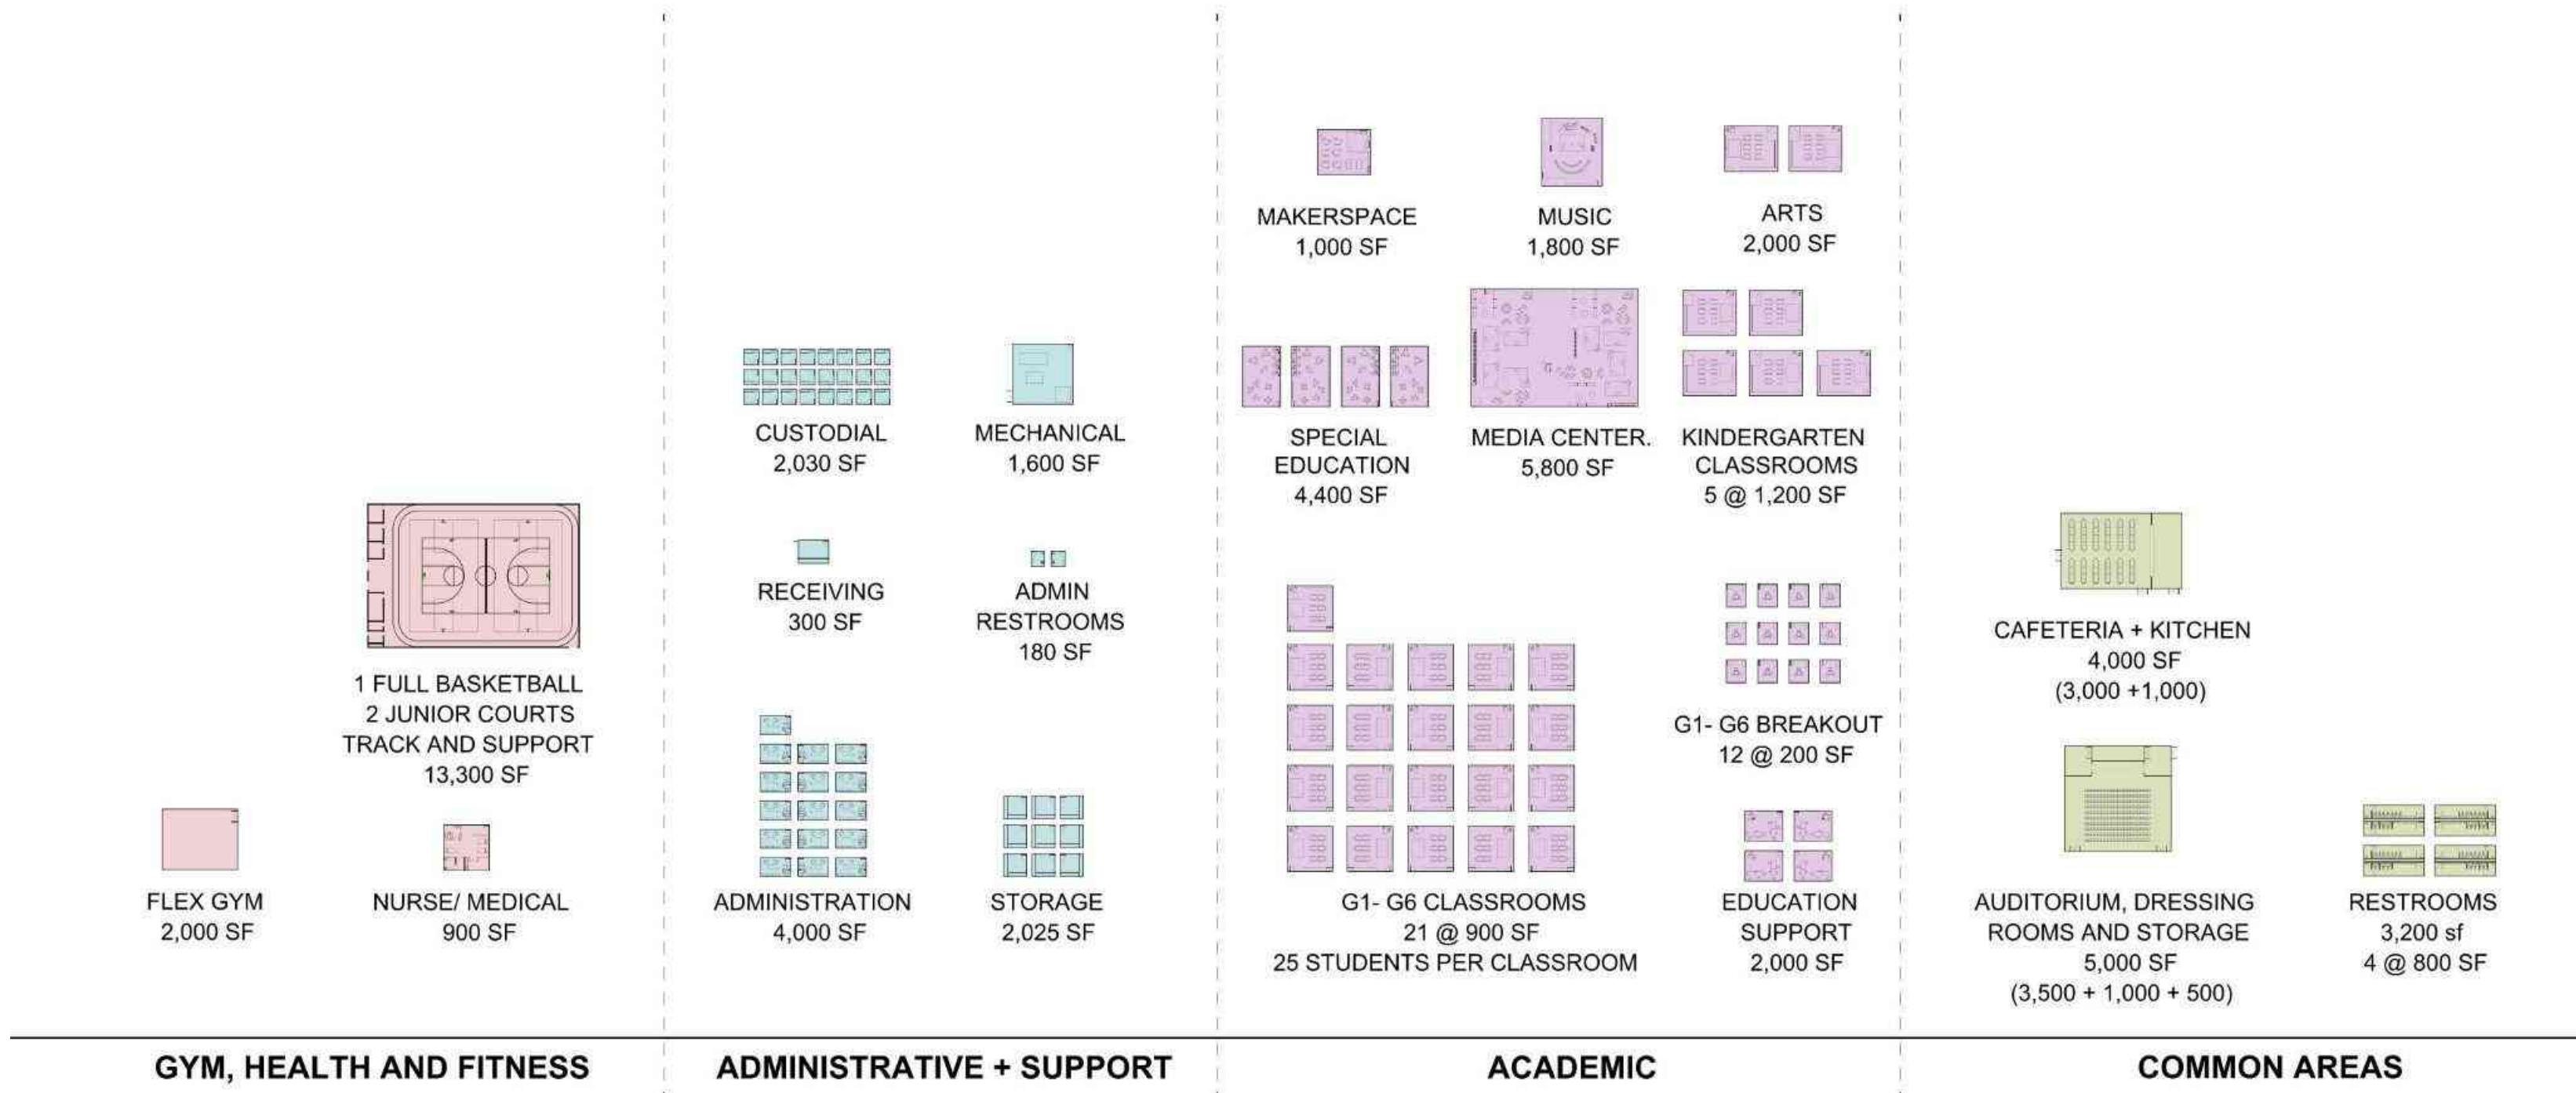 1 FULL BASKETBALL
2 JUNIOR COURTS
TRACK AND SUPPORT
13,300 SF
FLEX GYM
2,000 SF
NURSE/ MEDICAL
900 SF
GYM, HEALTH AND FITNESS
CUSTODIAL
2,030 SF
MECHANICAL
1,600 SF
RECEIVING
300 SF
ADMIN
RESTROOMS
180 SF
ADMINISTRATION
4,000 SF
STORAGE
2,025 SF
ADMINISTRATIVE + SUPPORT
MAKERSPACE
1,000 SF
MUSIC
1,800 SF
ARTS
2,000 SF
SPECIAL
EDUCATION
4,400 SF
MEDIA CENTER.
5,800 SF
KINDERGARTEN
CLASSROOMS
5 @ 1,200 SF
G1- G6 CLASSROOMS
21 @ 900 SF
25 STUDENTS PER CLASSROOM
G1- G6 BREAKOUT
12 @ 200 SF
EDUCATION
SUPPORT
2,000 SF
ACADEMIC
CAFETERIA + KITCHEN
4,000 SF
(3,000 +1,000)
AUDITORIUM, DRESSING
ROOMS AND STORAGE
5,000 SF
(3,500 + 1,000 + 500)
RESTROOMS
3,200 sf
4 @ 800 SF
COMMON AREAS